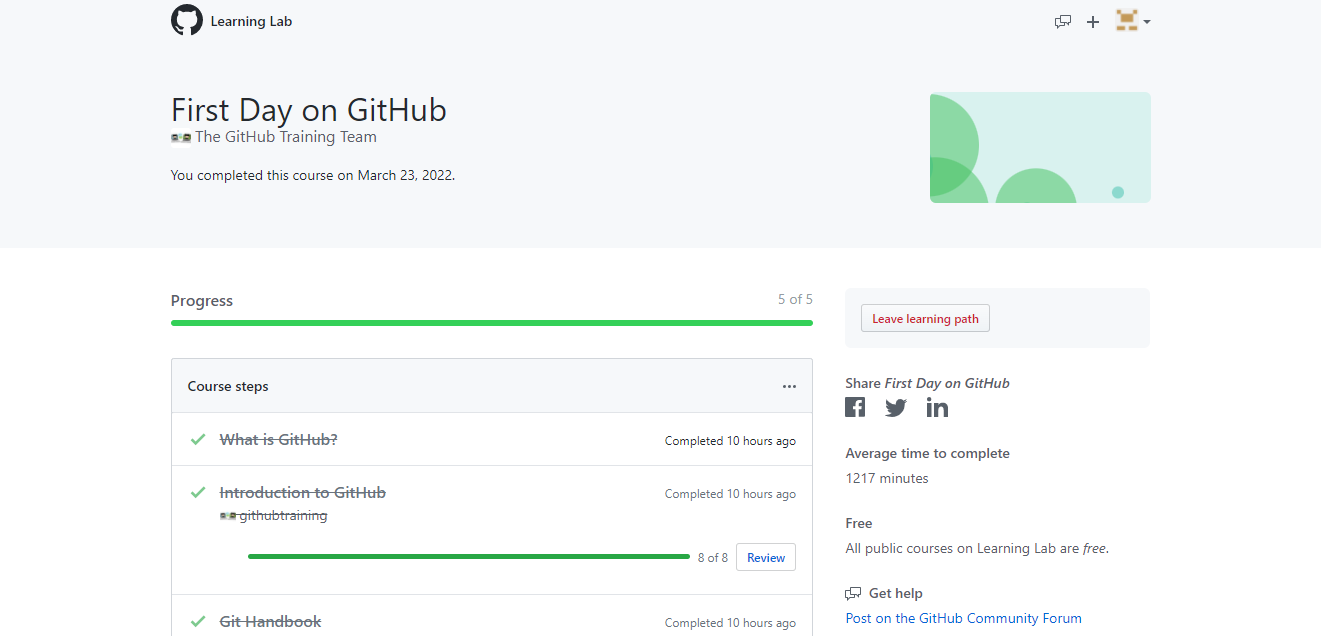 Learning Lab
First Day on GitHub
The GitHub Training Team
You completed this course on March 23, 2022.
Progress
5 of 5
Course steps
What is GitHub?
Completed 10 hours ago
Introduction to GitHub
Completed 10 hours ago
githubtraining
8 of 8
Review
Git Handbook
Completed 10 hours ago
Leave learning path
Share First Day on GitHub
Average time to complete
1217 minutes
Free
All public courses on Learning Lab are free.
Get help
Post on the GitHub Community Forum